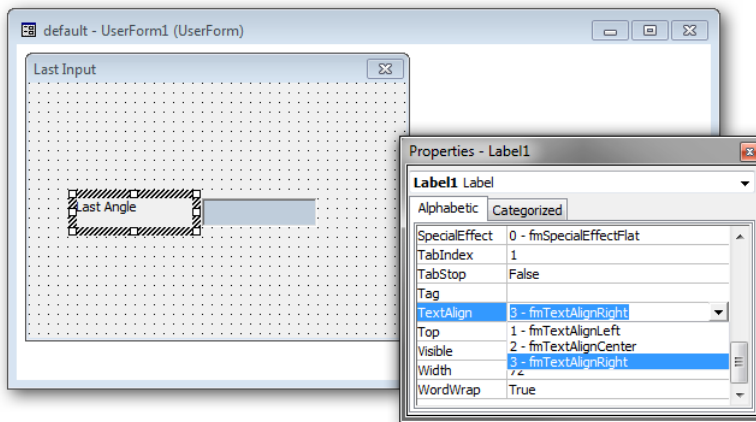 default - UserForm1 (UserForm)
Last Input
Last Angle
Properties - Label1
Label1 Label
Alphabetic Categorized
SpecialEffect 0 - fmSpecialEffectFlat
TabIndex 1
TabStop False
Tag
TextAlign 3 - fmTextAlignRight
Top 1 - fmTextAlignLeft
Visible 2 - fmTextAlignCenter
3 - fmTextAlignRight
Width 72
WordWrap True